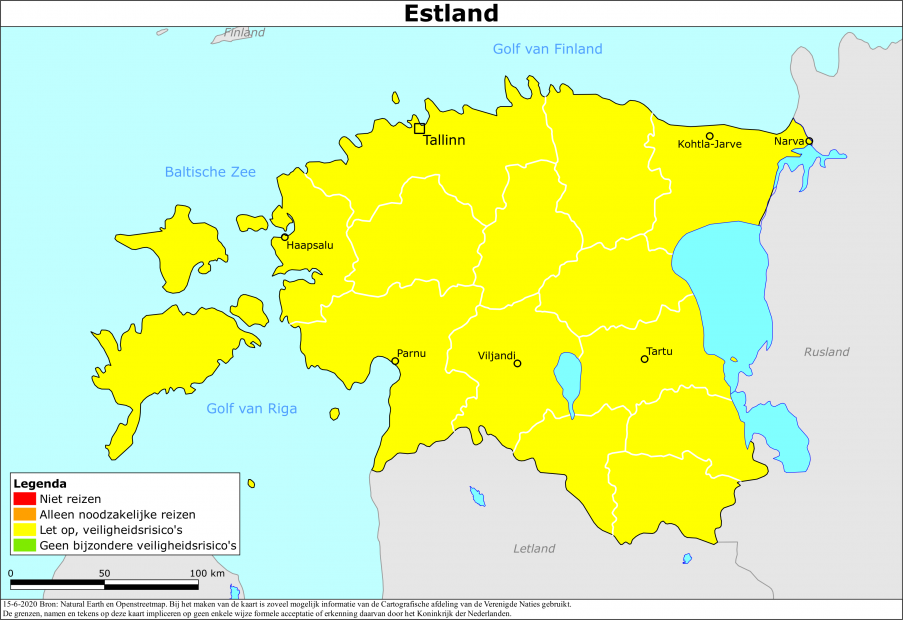 Estland
Finland
Golf van Finland
Tallinn
Kohtla-Jarve
Narva
Baltische Zee
Haapsalu
Parnu
Viljandi
Tartu
Rusland
Golf van Riga
Letland
Legenda
Niet reizen
Alleen noodzakelijke reizen
Let op, veiligheidsrisico's
Geen bijzondere veiligheidsrisico's
0 50 100 km
15-6-2020 Bron: Natural Earth en Openstreetmap. Bij het maken van de kaart is zoveel mogelijk informatie van de Cartografische afdeling van de Verenigde Naties gebruikt.
De grenzen, namen en tekens op deze kaart impliceren op geen enkele wijze formele acceptatie of erkenning daarvan door het Koninkrijk der Nederlanden.